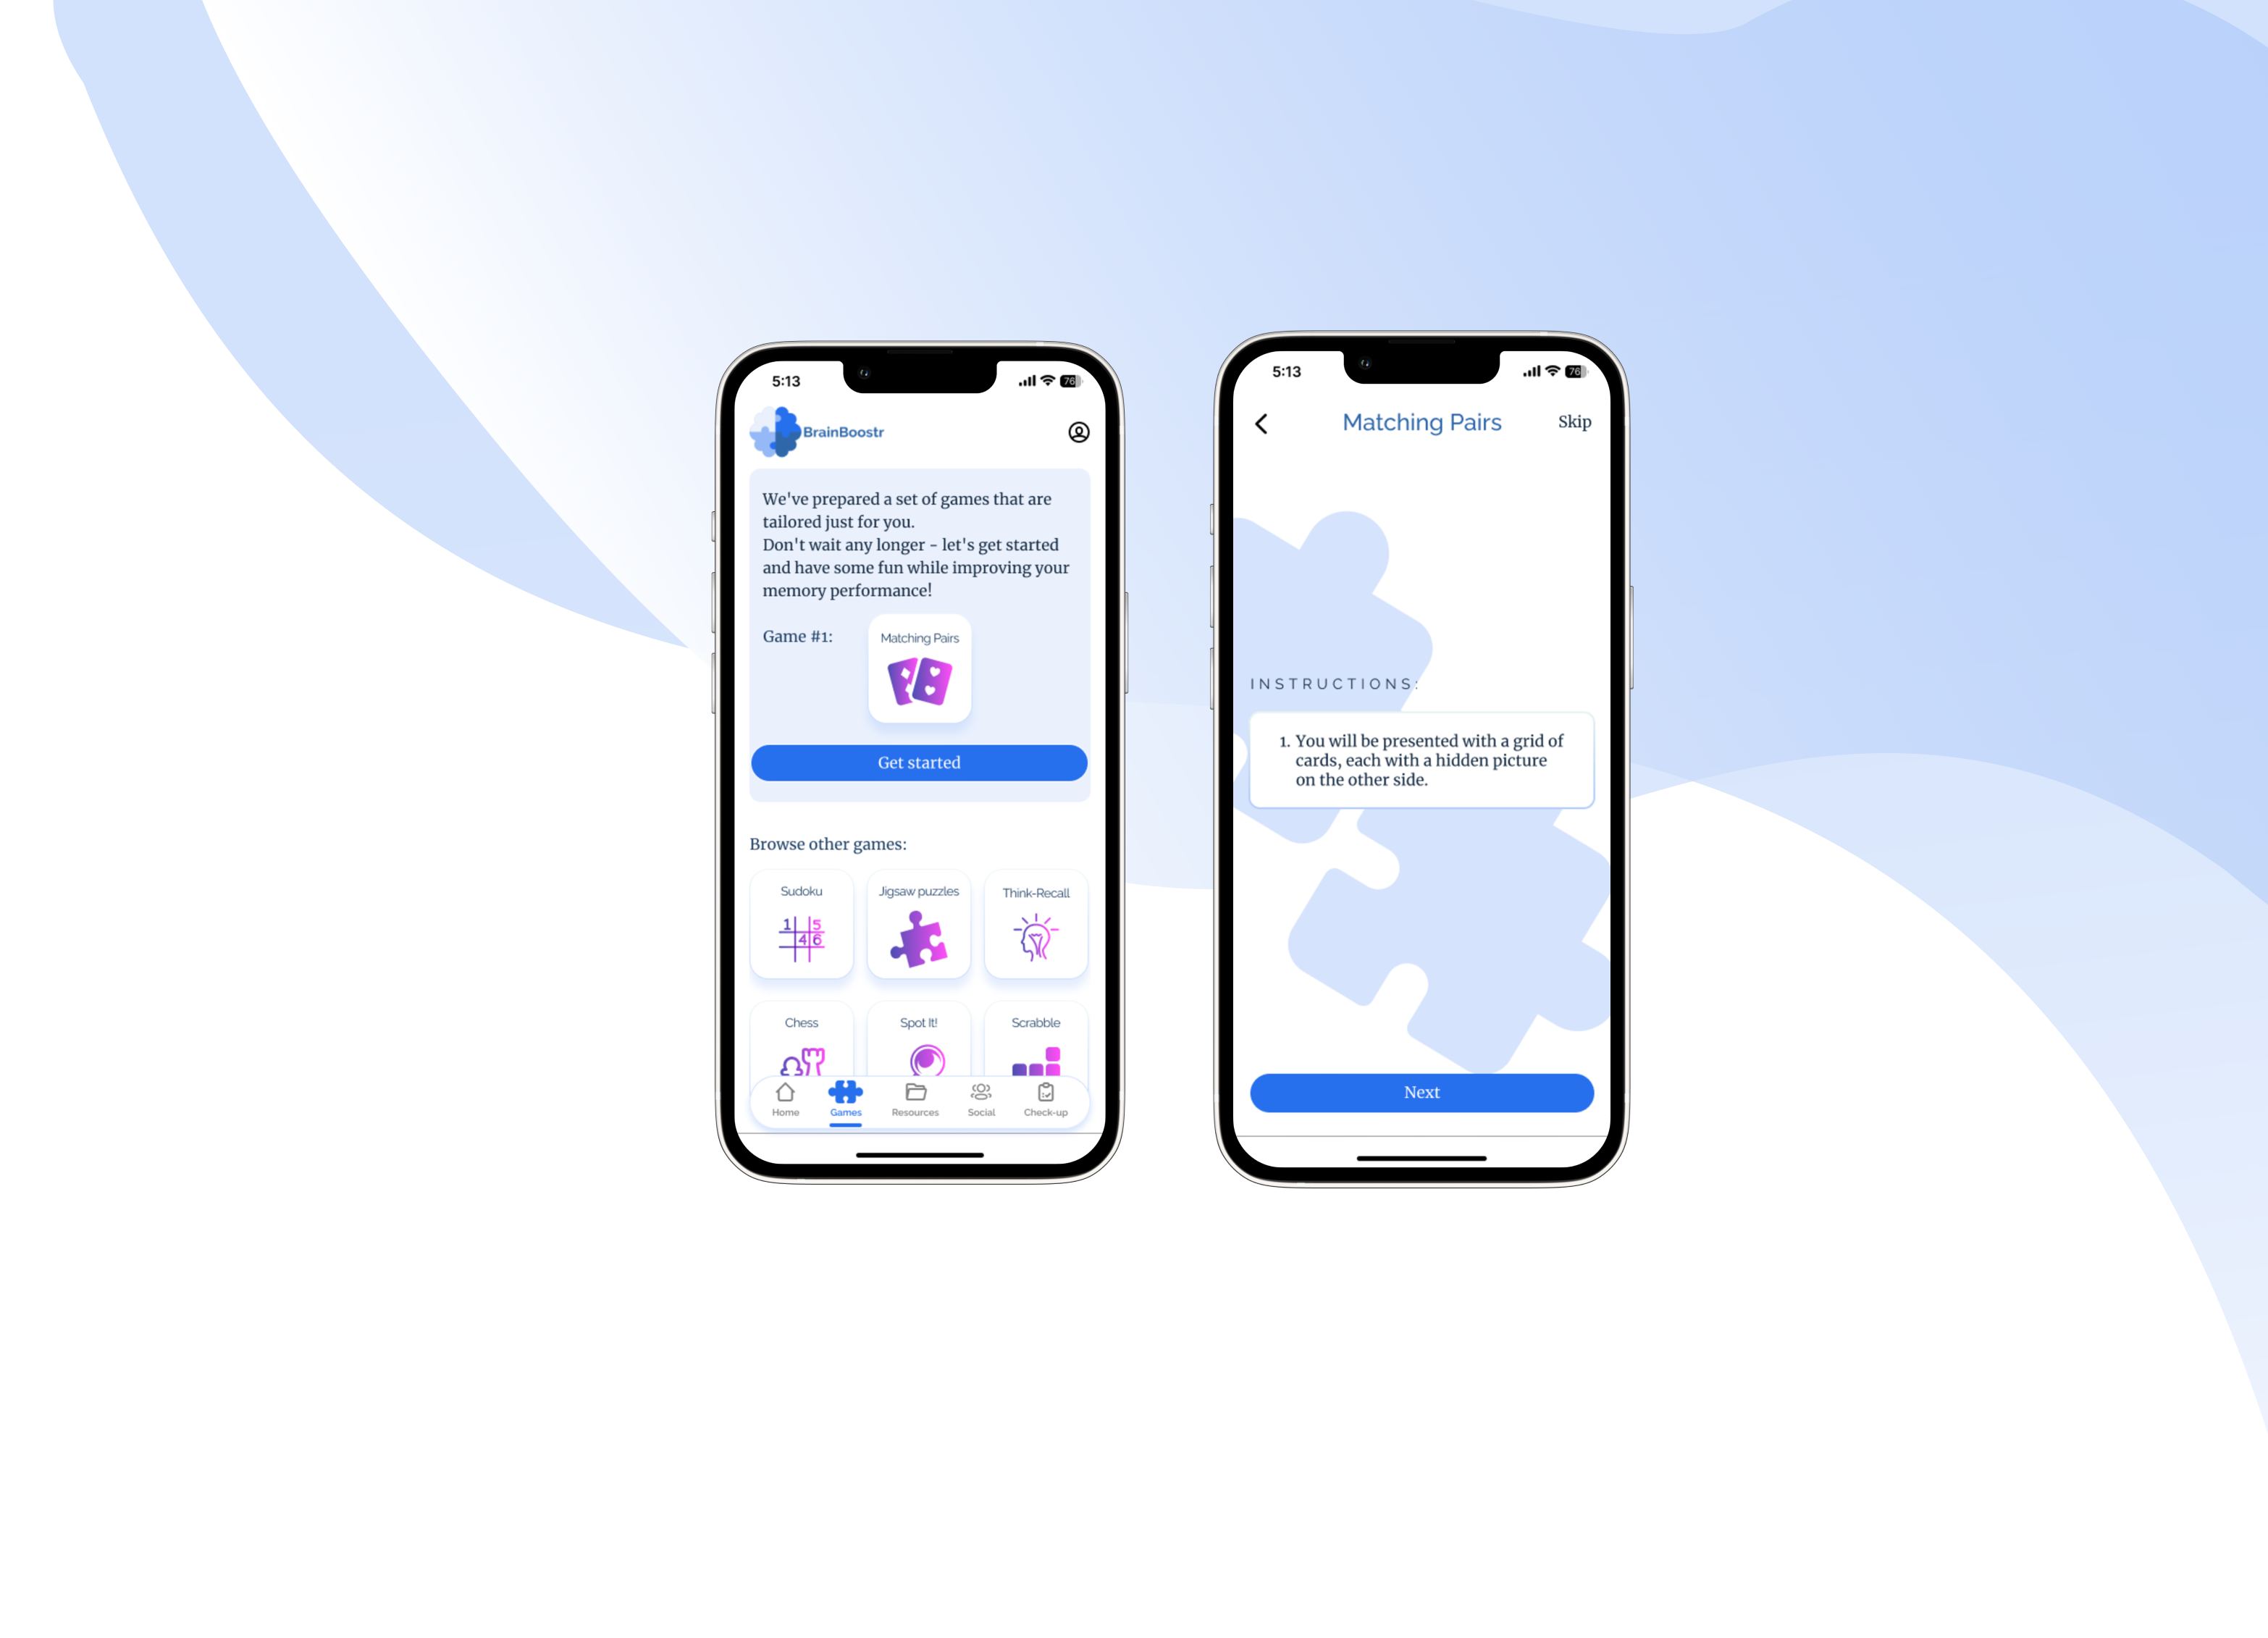 5:13
76
BrainBoostr
We've prepared a set of games that are
tailored just for you.
Don't wait any longer - let's get started
and have some fun while improving your
memory performance!
Game #1:
Matching Pairs
Get started
Browse other games:
Sudoku
Jigsaw puzzles
Think-Recall
1 5
4 6
Chess
Spot It!
Scrabble
Home
Games
Resources
Social
Check-up
5:13
76
Matching Pairs
Skip
INSTRUCTIONS:
1. You will be presented with a grid of
cards, each with a hidden picture
on the other side.
Next